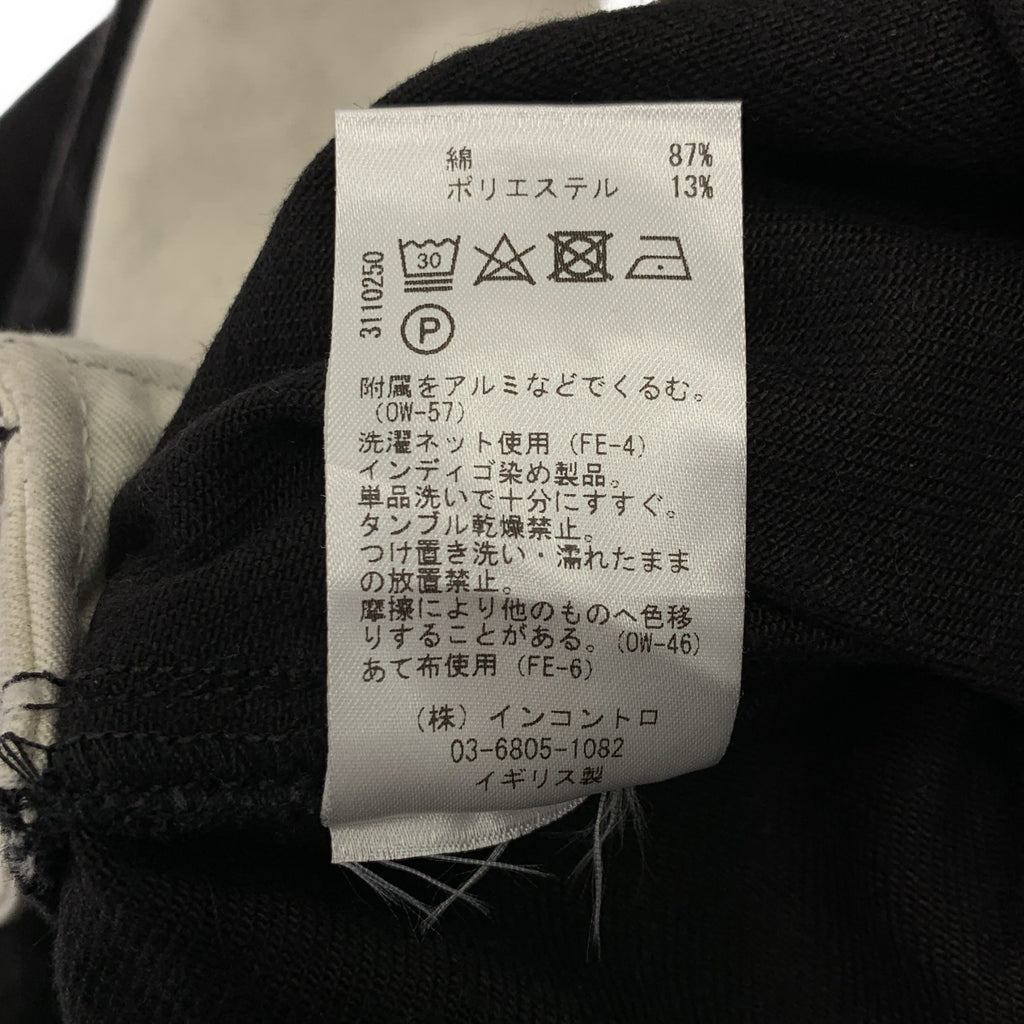 綿 87%
ポリエステル 13%
30
3110250
P
附属をアルミなどでくるむ。
(OW-57)
洗濯ネット使用 (FE-4)
インディゴ染め製品。
単品洗いで十分にすすぐ。
タンブル乾燥禁止。
つけ置き洗い・濡れたまま
の放置禁止。
摩擦により他のものへ色移
りすることがある。(OW-46)
あて布使用 (FE-6)
(株) インコントロ
03-6805-1082
イギリス製